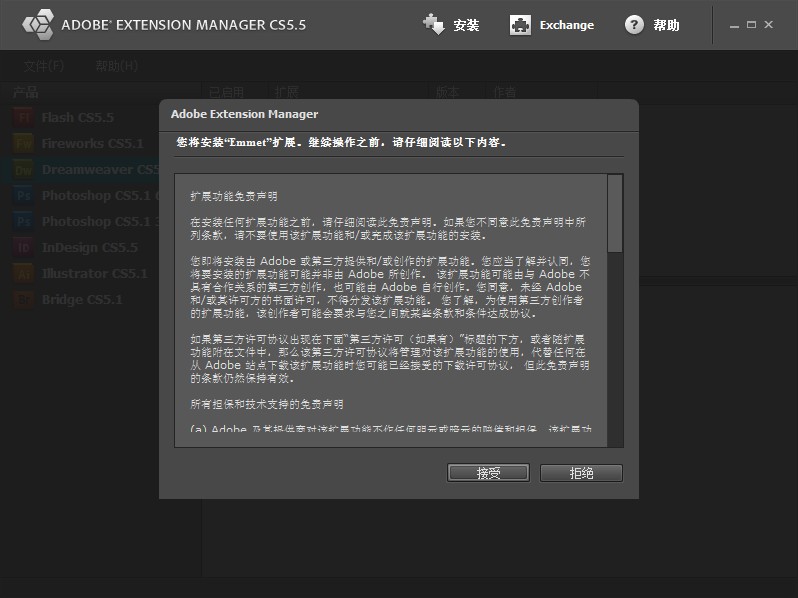 ADOBE® EXTENSION MANAGER CS5.5
安装
Exchange
帮助
文件(F) 帮助(H)
产品
已启用 扩展 版本 作者
Fl Flash CS5.5
Fw Fireworks CS5.1
Dw Dreamweaver CS5
Ps Photoshop CS5.1
Ps Photoshop CS5.1
ID InDesign CS5.5
Ai Illustrator CS5.1
Br Bridge CS5.1
Adobe Extension Manager
您将安装“Emmet”扩展。继续操作之前，请仔细阅读以下内容。
扩展功能免责声明
在安装任何扩展功能之前，请仔细阅读此免责声明。如果您不同意此免责声明中所
列条款，请不要使用该扩展功能和/或完成该扩展功能的安装。
您即将安装由 Adobe 或第三方提供和/或创作的扩展功能。您应当了解并认同，您
将要安装的扩展功能可能并非由 Adobe 所创作。 该扩展功能可能由与 Adobe 不
具有合作关系的第三方创作，也可能由 Adobe 自行创作。您同意，未经 Adobe
和/或其许可方的书面许可，不得分发该扩展功能。 您了解，为使用第三方创作者
的扩展功能，该创作者可能会要求与您之间就某些条款和条件达成协议。
如果第三方许可协议出现在下面“第三方许可（如果有）”标题的下方，或者随扩展
功能附在文件中，那么该第三方许可协议将管理对该扩展功能的使用，代替任何在
从 Adobe 站点下载该扩展功能时您可能已经接受的下载许可协议， 但此免责声明
的条款仍然保持有效。
所有担保和技术支持的免责声明
(a) Adobe 及其提供商对该扩展功能不作任何明示或暗示的赔偿和担保。该扩展功
接受
拒绝